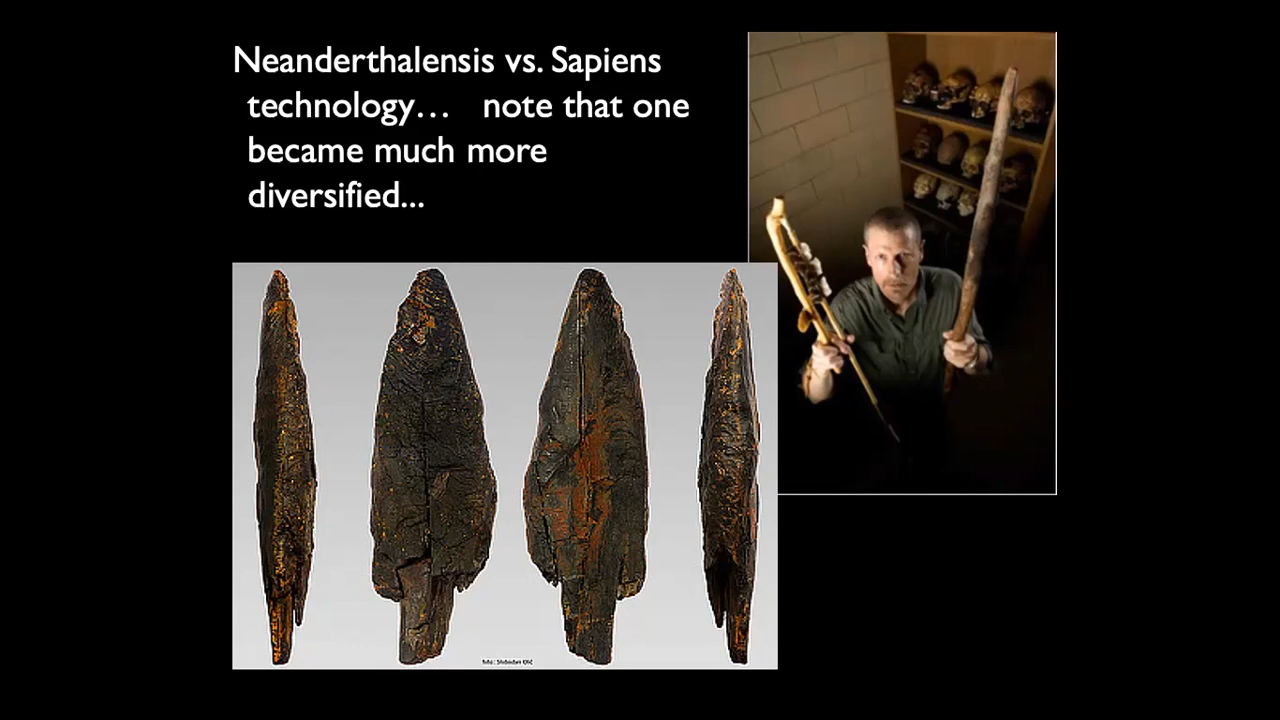 Neanderthalensis vs. Sapiens
technology… note that one
became much more
diversified...